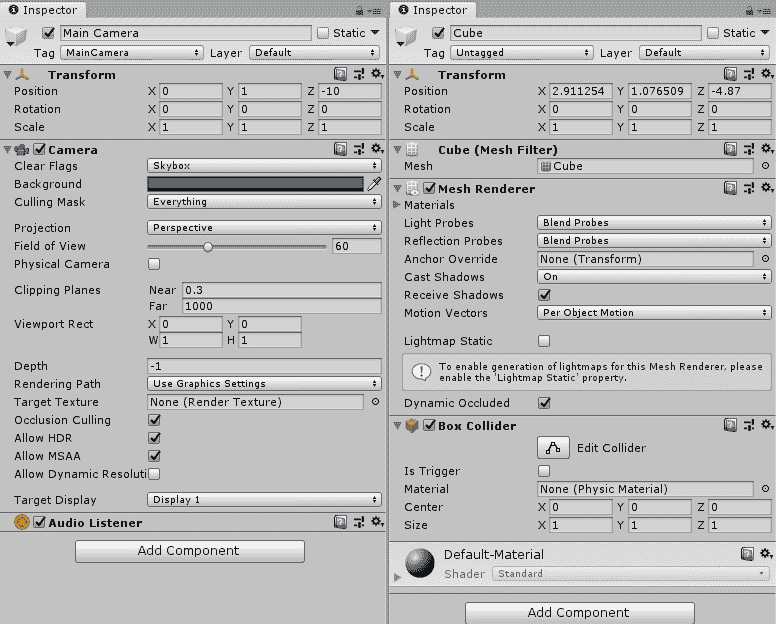 Inspector
Main Camera Static
Tag MainCamera Layer Default
Transform
Position X 0 Y 1 Z -10
Rotation X 0 Y 0 Z 0
Scale X 1 Y 1 Z 1
Camera
Clear Flags Skybox
Background
Culling Mask Everything
Projection Perspective
Field of View 60
Physical Camera
Clipping Planes Near 0.3
Far 1000
Viewport Rect X 0 Y 0
W 1 H 1
Depth -1
Rendering Path Use Graphics Settings
Target Texture None (Render Texture)
Occlusion Culling
Allow HDR
Allow MSAA
Allow Dynamic Resoluti
Target Display Display 1
Audio Listener
Add Component
Inspector
Cube Static
Tag Untagged Layer Default
Transform
Position X 2.911254 Y 1.076509 Z -4.87
Rotation X 0 Y 0 Z 0
Scale X 1 Y 1 Z 1
Cube (Mesh Filter)
Mesh Cube
Mesh Renderer
Materials
Light Probes Blend Probes
Reflection Probes Blend Probes
Anchor Override None (Transform)
Cast Shadows On
Receive Shadows
Motion Vectors Per Object Motion
Lightmap Static
To enable generation of lightmaps for this Mesh Renderer, please
enable the 'Lightmap Static' property.
Dynamic Occluded
Box Collider
Edit Collider
Is Trigger
Material None (Physic Material)
Center X 0 Y 0 Z 0
Size X 1 Y 1 Z 1
Default-Material
Shader Standard
Add Component